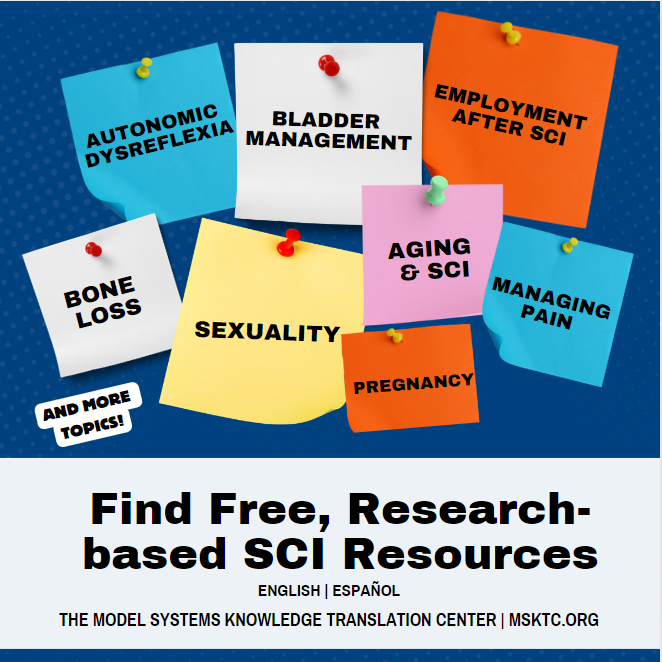 AUTONOMIC
DYSREFLEXIA
BLADDER
MANAGEMENT
EMPLOYMENT
AFTER SCI
BONE
LOSS
SEXUALITY
AGING
& SCI
MANAGING
PAIN
PREGNANCY
AND MORE
TOPICS!
Find Free, Research-
based SCI Resources
ENGLISH | ESPAÑOL
THE MODEL SYSTEMS KNOWLEDGE TRANSLATION CENTER | MSKTC.ORG